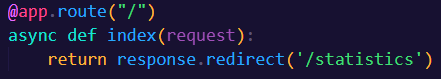 @app.route("/")
async def index(request):
    return response.redirect('/statistics')